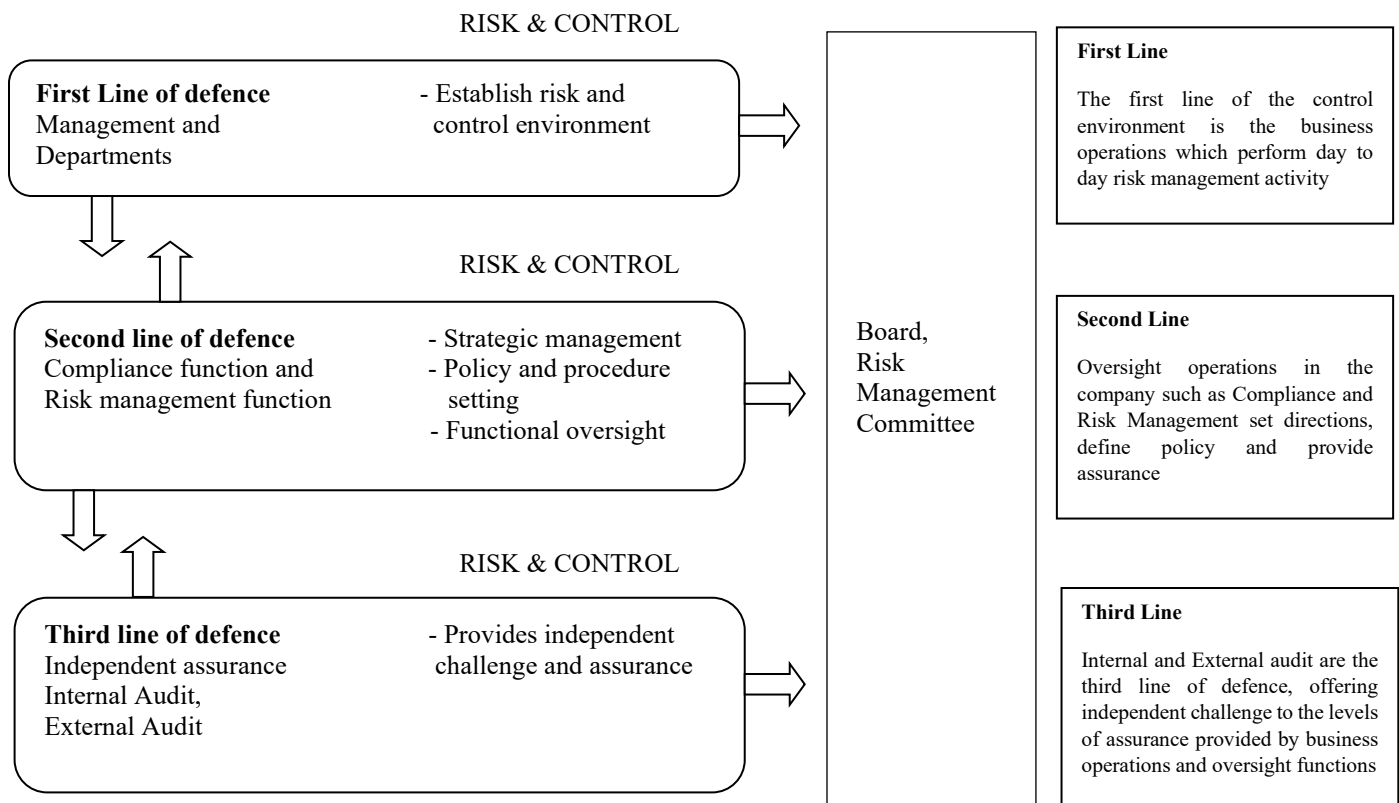 RISK & CONTROL
First Line of defence
Management and
Departments
- Establish risk and
control environment
RISK & CONTROL
Second line of defence
Compliance function and
Risk management function
- Strategic management
- Policy and procedure
setting
- Functional oversight
RISK & CONTROL
Third line of defence
Independent assurance
Internal Audit,
External Audit
- Provides independent
challenge and assurance
Board,
Risk
Management
Committee
First Line
The first line of the control
environment is the business
operations which perform day to
day risk management activity
Second Line
Oversight operations in the
company such as Compliance and
Risk Management set directions,
define policy and provide
assurance
Third Line
Internal and External audit are the
third line of defence, offering
independent challenge to the levels
of assurance provided by business
operations and oversight functions